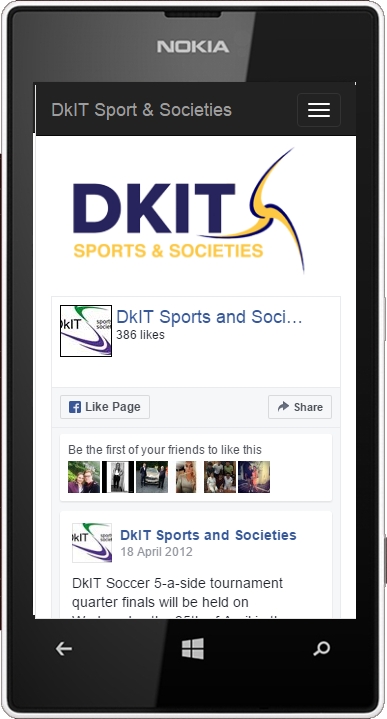 NOKIA
DkIT Sport & Societies
DKIT
SPORTS & SOCIETIES
DkIT Sports and Soci…
386 likes
Like Page
Share
Be the first of your friends to like this
DkIT Sports and Societies
18 April 2012
DkIT Soccer 5-a-side tournament
quarter finals will be held on